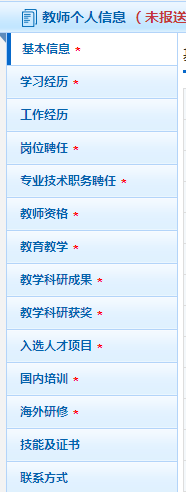 教师个人信息 （ 未报送
基本信息 *
学习经历 *
工作经历
岗位聘任 *
专业技术职务聘任 *
教师资格 *
教育教学 *
教学科研成果 *
教学科研获奖 *
入选人才项目 *
国内培训 *
海外研修 *
技能及证书
联系方式